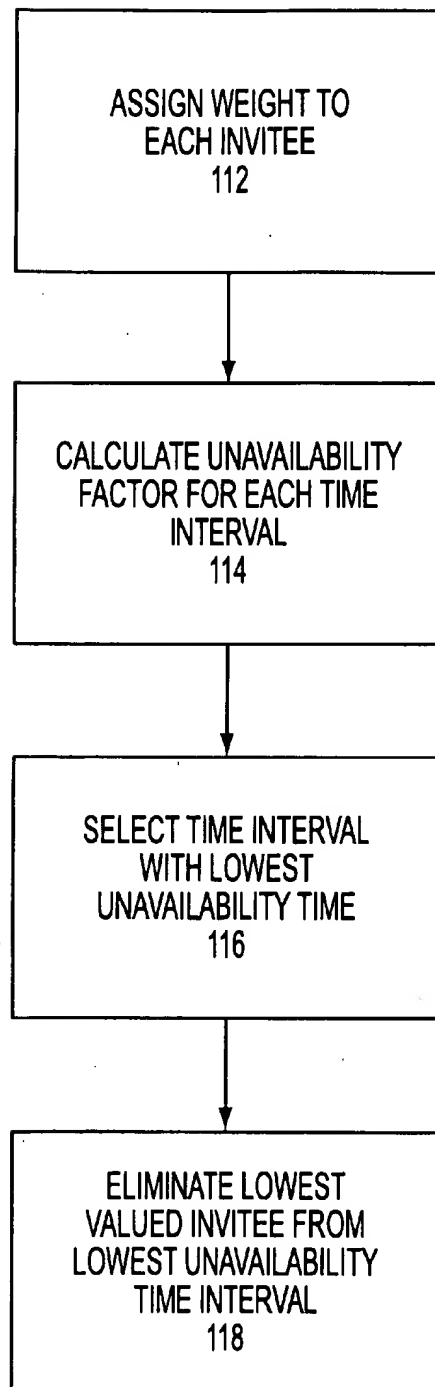 ASSIGN WEIGHT TO
EACH INVITEE
112
CALCULATE UNAVAILABILITY
FACTOR FOR EACH TIME
INTERVAL
114
SELECT TIME INTERVAL
WITH LOWEST
UNAVAILABILITY TIME
116
ELIMINATE LOWEST
VALUED INVITEE FROM
LOWEST UNAVAILABILITY
TIME INTERVAL
118